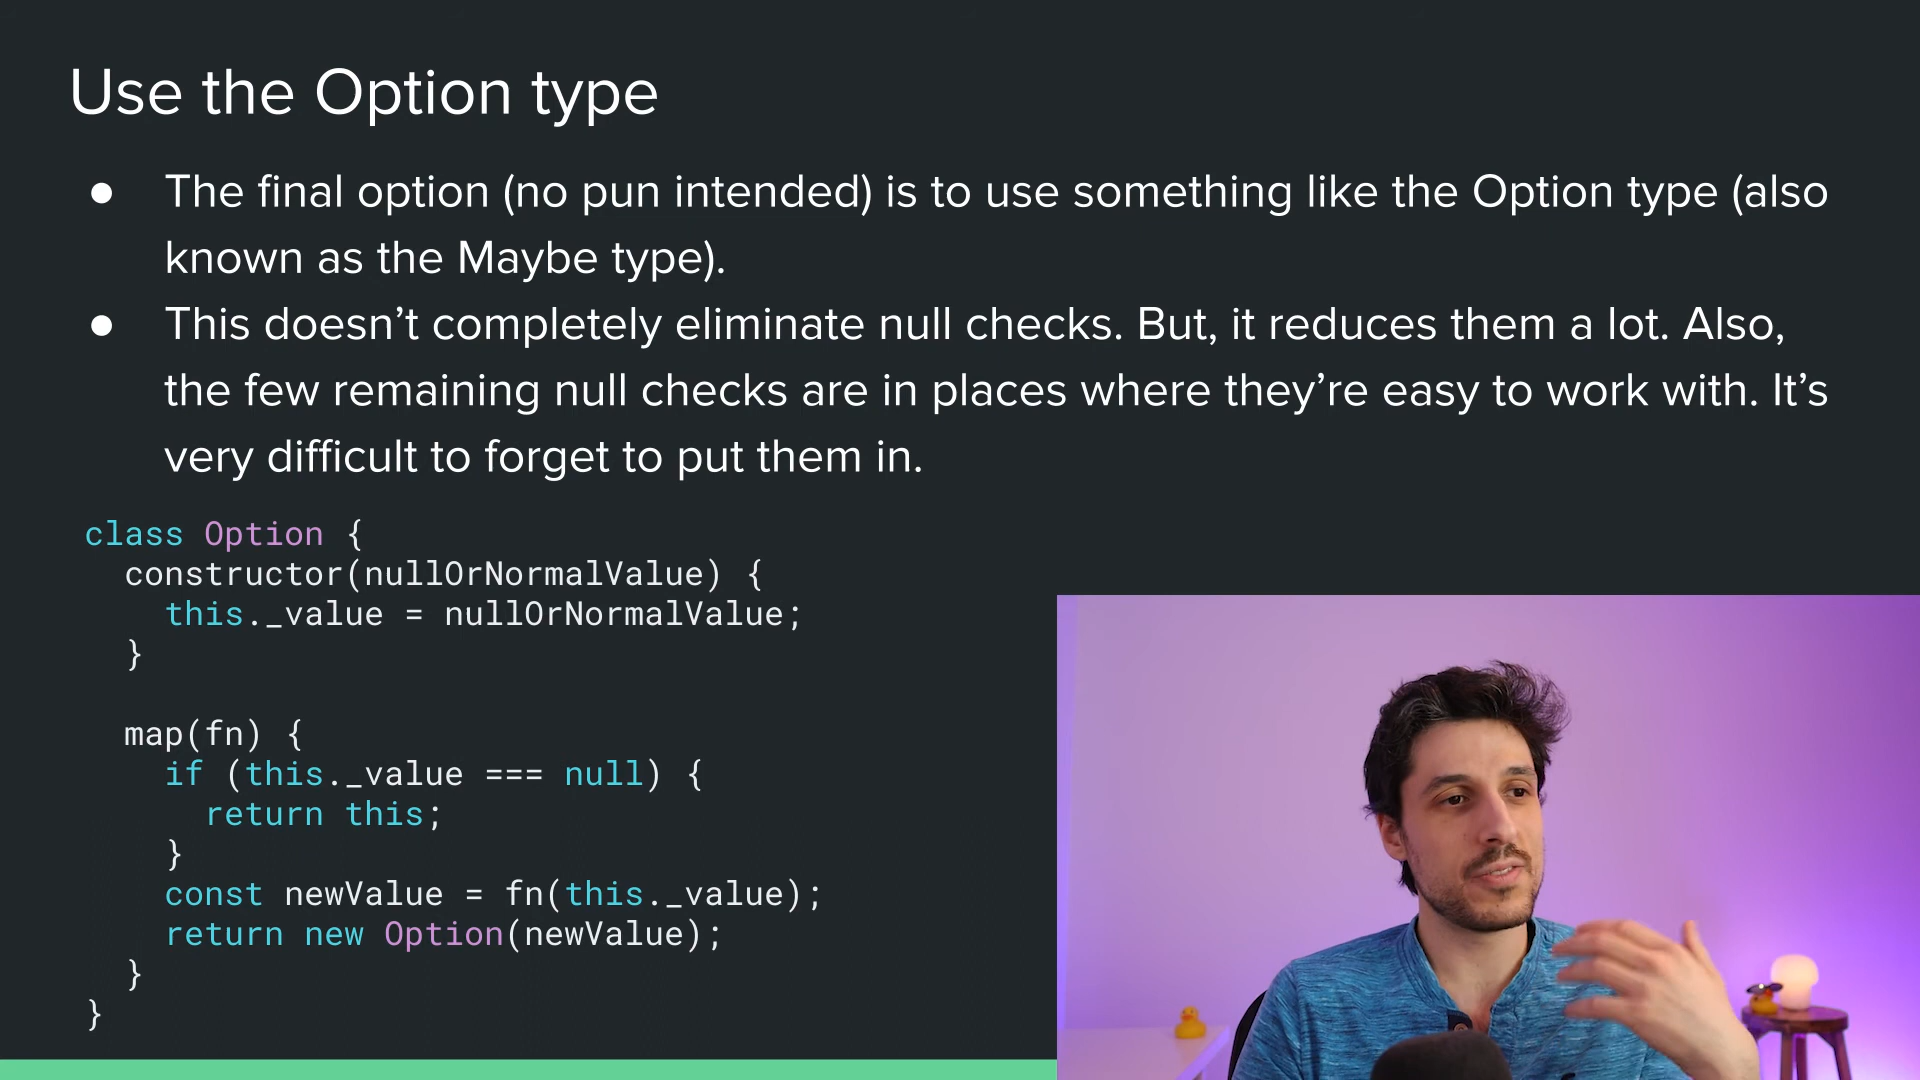 Use the Option type
● The final option (no pun intended) is to use something like the Option type (also
known as the Maybe type).
● This doesn’t completely eliminate null checks. But, it reduces them a lot. Also,
the few remaining null checks are in places where they’re easy to work with. It’s
very difficult to forget to put them in.
class Option {
  constructor(nullOrNormalValue) {
    this._value = nullOrNormalValue;
  }

  map(fn) {
    if (this._value === null) {
      return this;
    }
    const newValue = fn(this._value);
    return new Option(newValue);
  }
}